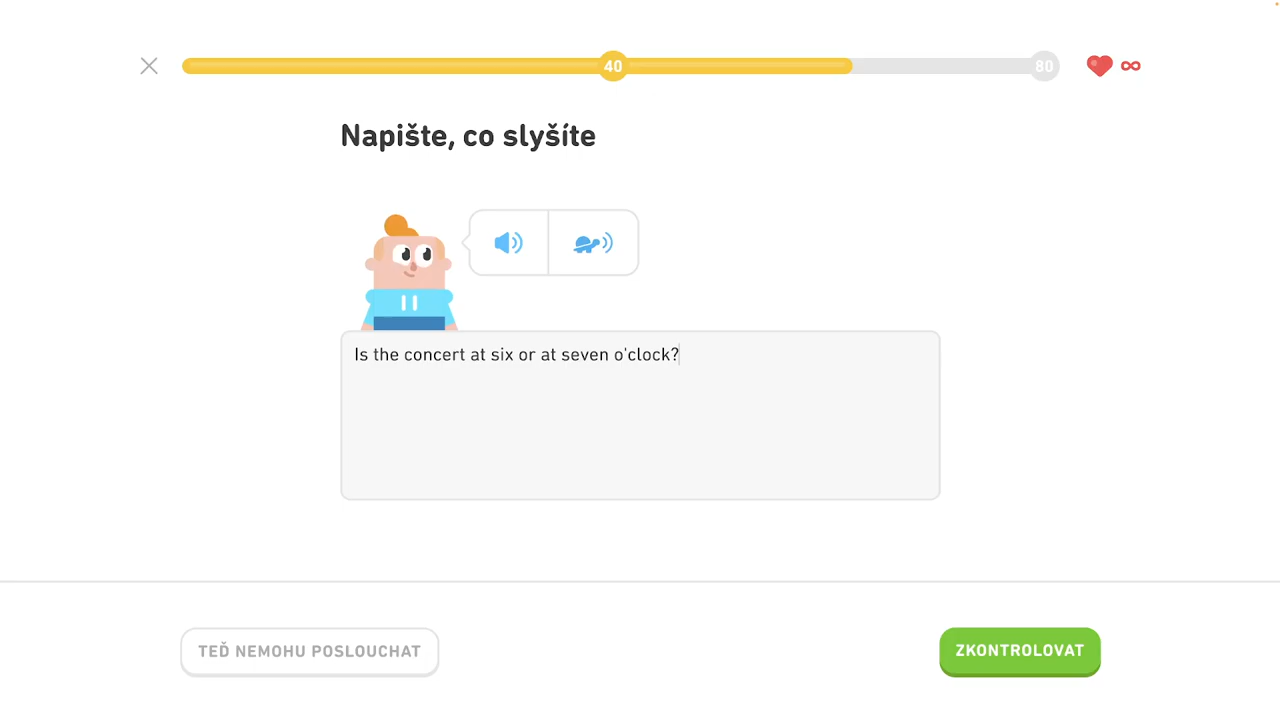 40
80
∞
Napište, co slyšíte
Is the concert at six or at seven o'clock?
TEĎ NEMOHU POSLOUCHAT
ZKONTROLOVAT